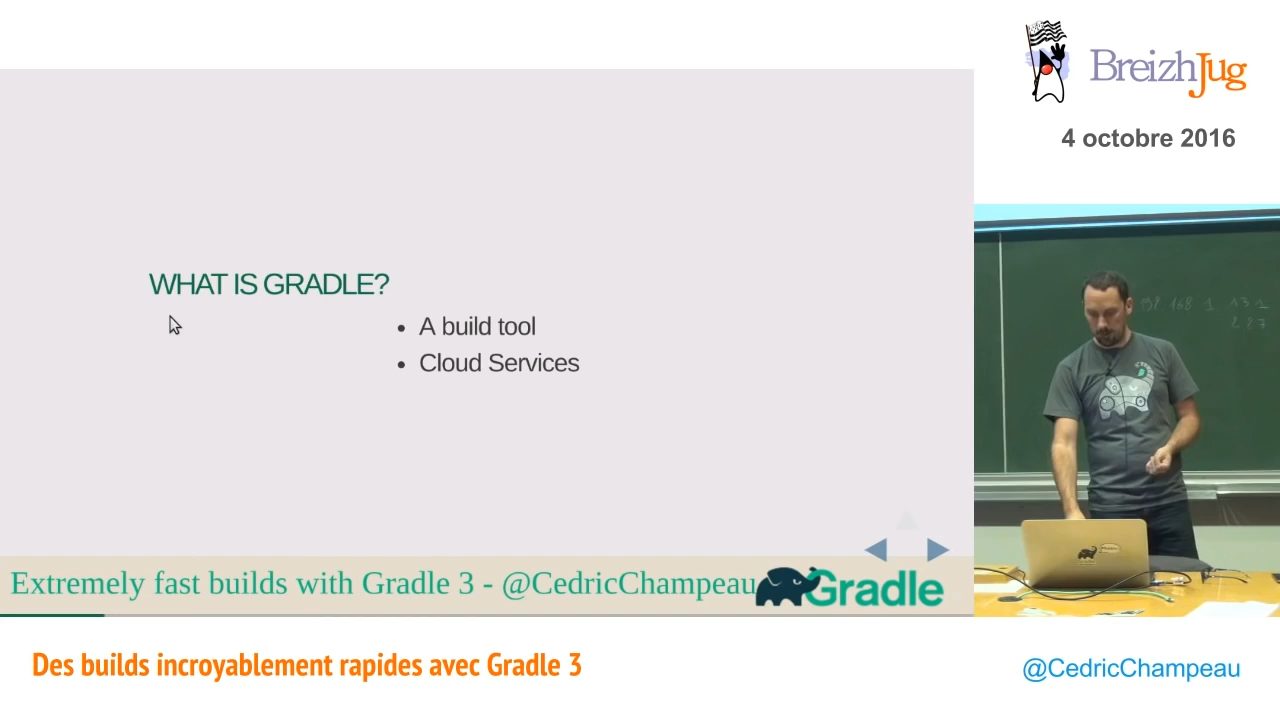 BreizhJug
4 octobre 2016
WHAT IS GRADLE?
A build tool
Cloud Services
Extremely fast builds with Gradle 3 - @CedricChampeau
Gradle
Des builds incroyablement rapides avec Gradle 3
@CedricChampeau